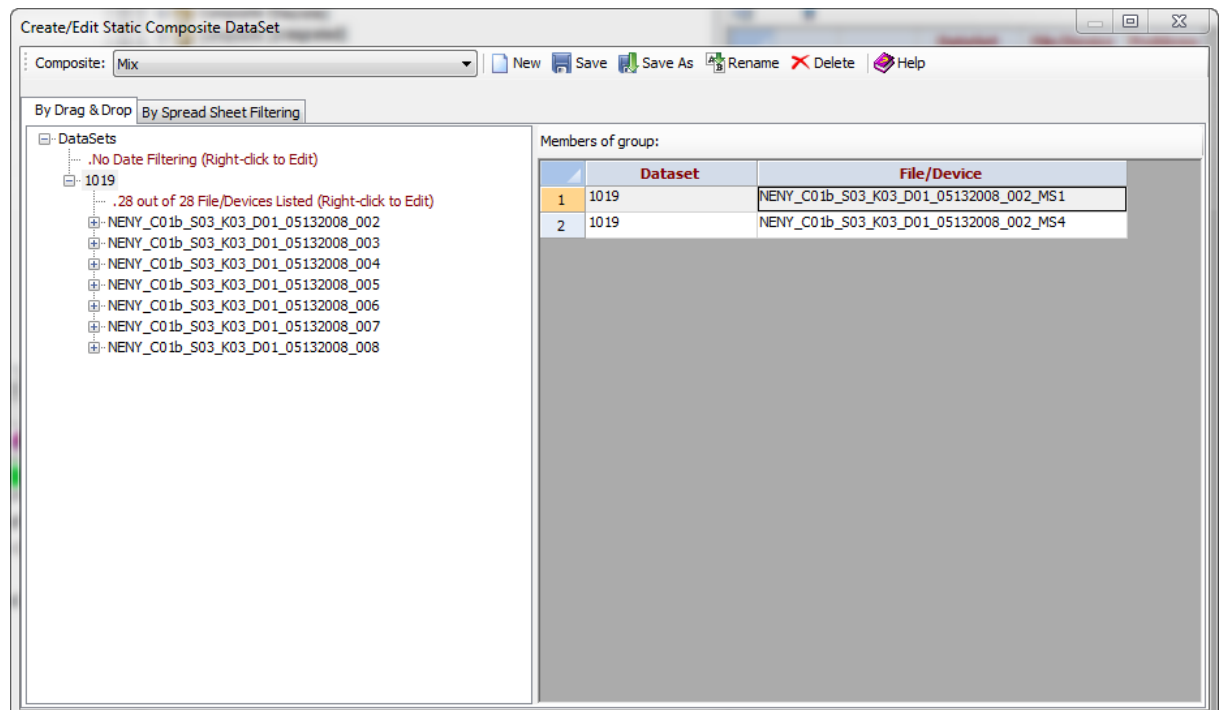 Create/Edit Static Composite DataSet
Composite: Mix New Save Save As Rename Delete Help
By Drag & Drop By Spread Sheet Filtering
DataSets
.No Date Filtering (Right-click to Edit)
1019
.28 out of 28 File/Devices Listed (Right-click to Edit)
NENY_C01b_S03_K03_D01_05132008_002
NENY_C01b_S03_K03_D01_05132008_003
NENY_C01b_S03_K03_D01_05132008_004
NENY_C01b_S03_K03_D01_05132008_005
NENY_C01b_S03_K03_D01_05132008_006
NENY_C01b_S03_K03_D01_05132008_007
NENY_C01b_S03_K03_D01_05132008_008
Members of group:
Dataset File/Device
1 1019 NENY_C01b_S03_K03_D01_05132008_002_MS1
2 1019 NENY_C01b_S03_K03_D01_05132008_002_MS4